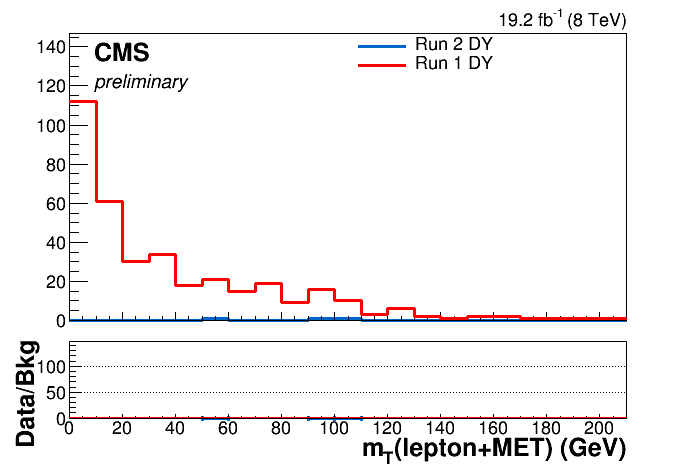 19.2 fb-1 (8 TeV)
CMS
preliminary
Run 2 DY
Run 1 DY
140
120
100
80
60
40
20
0
Data/Bkg
100
50
0
0 20 40 60 80 100 120 140 160 180 200
mT(lepton+MET) (GeV)